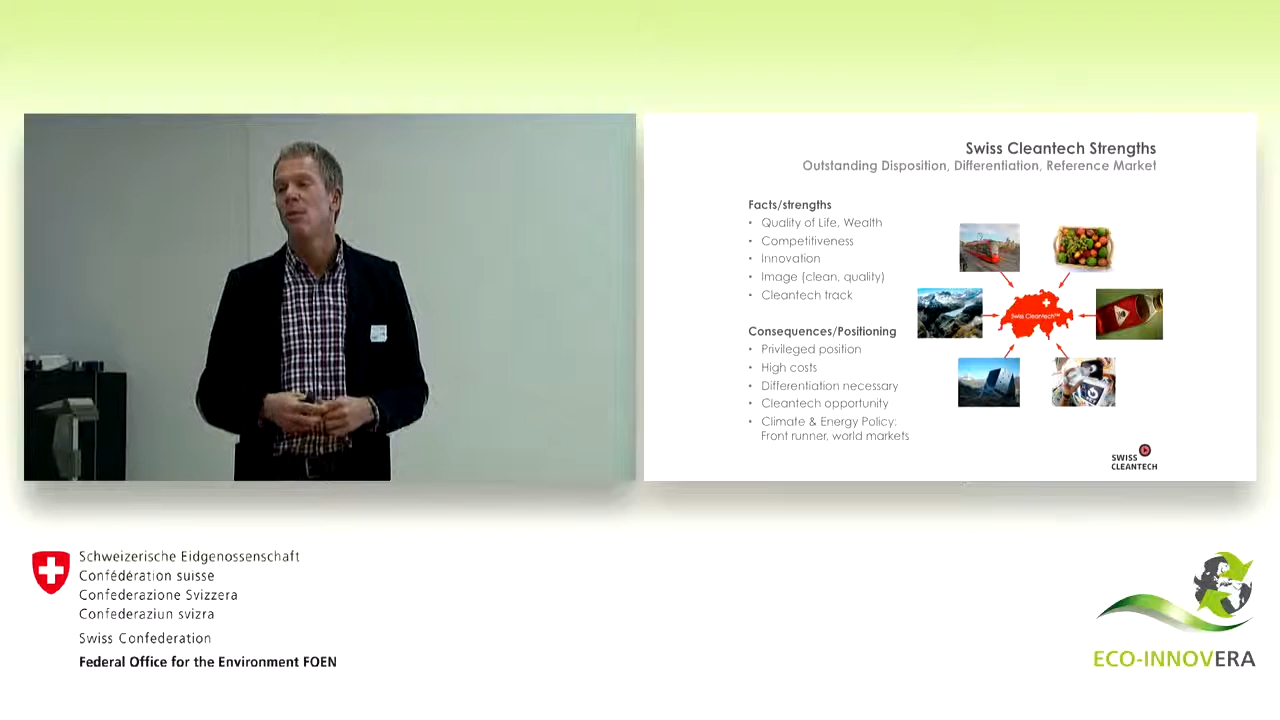 Swiss Cleantech Strengths
Outstanding Disposition, Differentiation, Reference Market
Facts/strengths
• Quality of Life, Wealth
• Competitiveness
• Innovation
• Image (clean, quality)
• Cleantech track
Consequences/Positioning
• Privileged position
• High costs
• Differentiation necessary
• Cleantech opportunity
• Climate & Energy Policy:
Front runner, world markets
Swiss Cleantech™
SWISS
CLEANTECH
Schweizerische Eidgenossenschaft
Confédération suisse
Confederazione Svizzera
Confederaziun svizra
Swiss Confederation
Federal Office for the Environment FOEN
ECO-INNOVERA